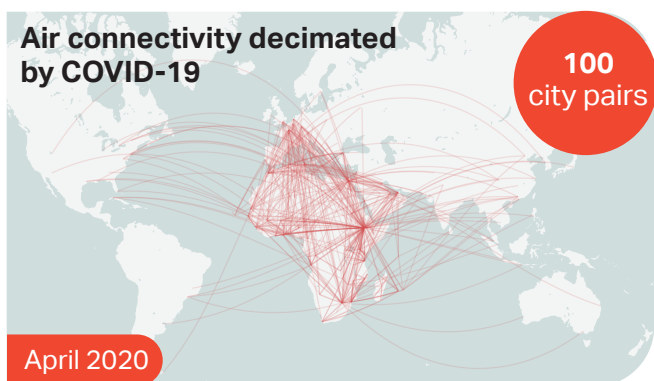 Air connectivity decimated
by COVID-19
100
city pairs
April 2020